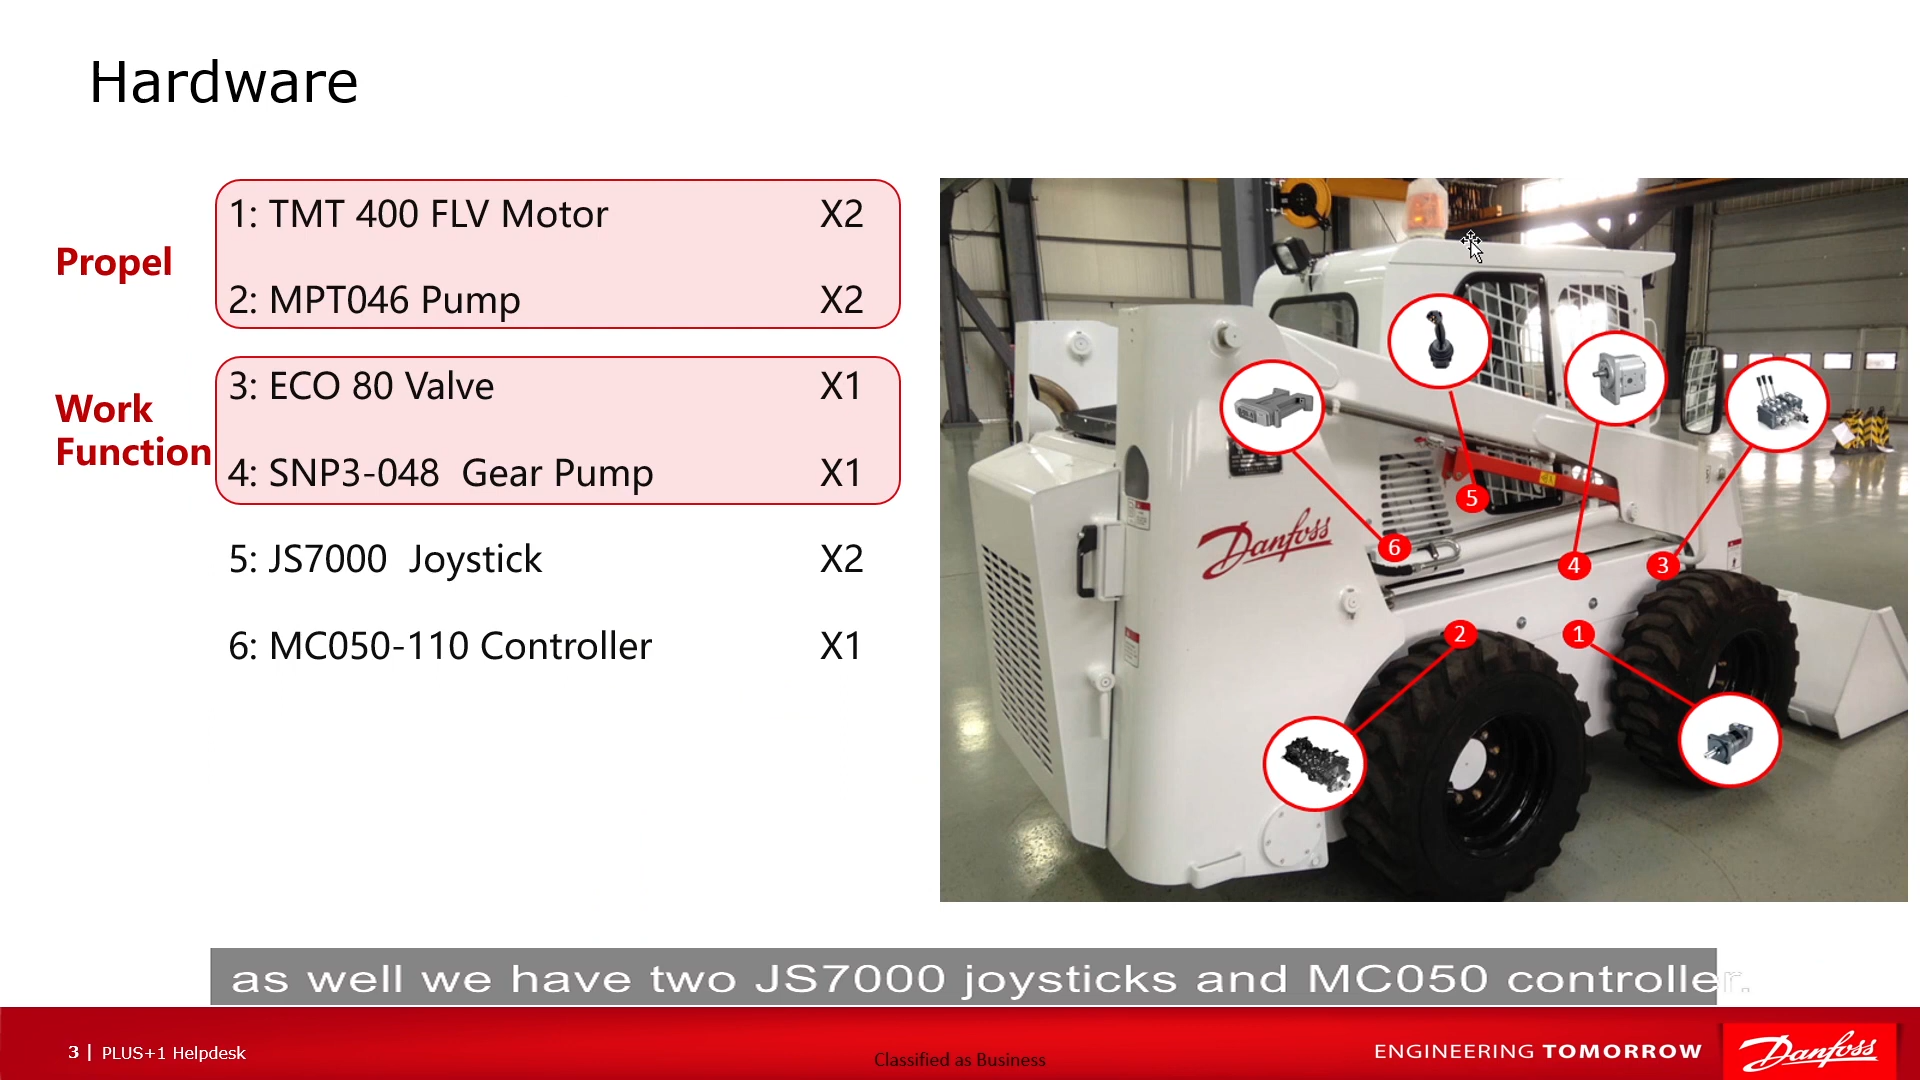 Hardware
Propel
1: TMT 400 FLV Motor X2
2: MPT046 Pump X2
Work
Function
3: ECO 80 Valve X1
4: SNP3-048 Gear Pump X1
5: JS7000 Joystick X2
6: MC050-110 Controller X1
5
6
4
3
2
1
Danfoss
as well we have two JS7000 joysticks and MC050 controller.
3 | PLUS+1 Helpdesk
Classified as Business
ENGINEERING TOMORROW
Danfoss